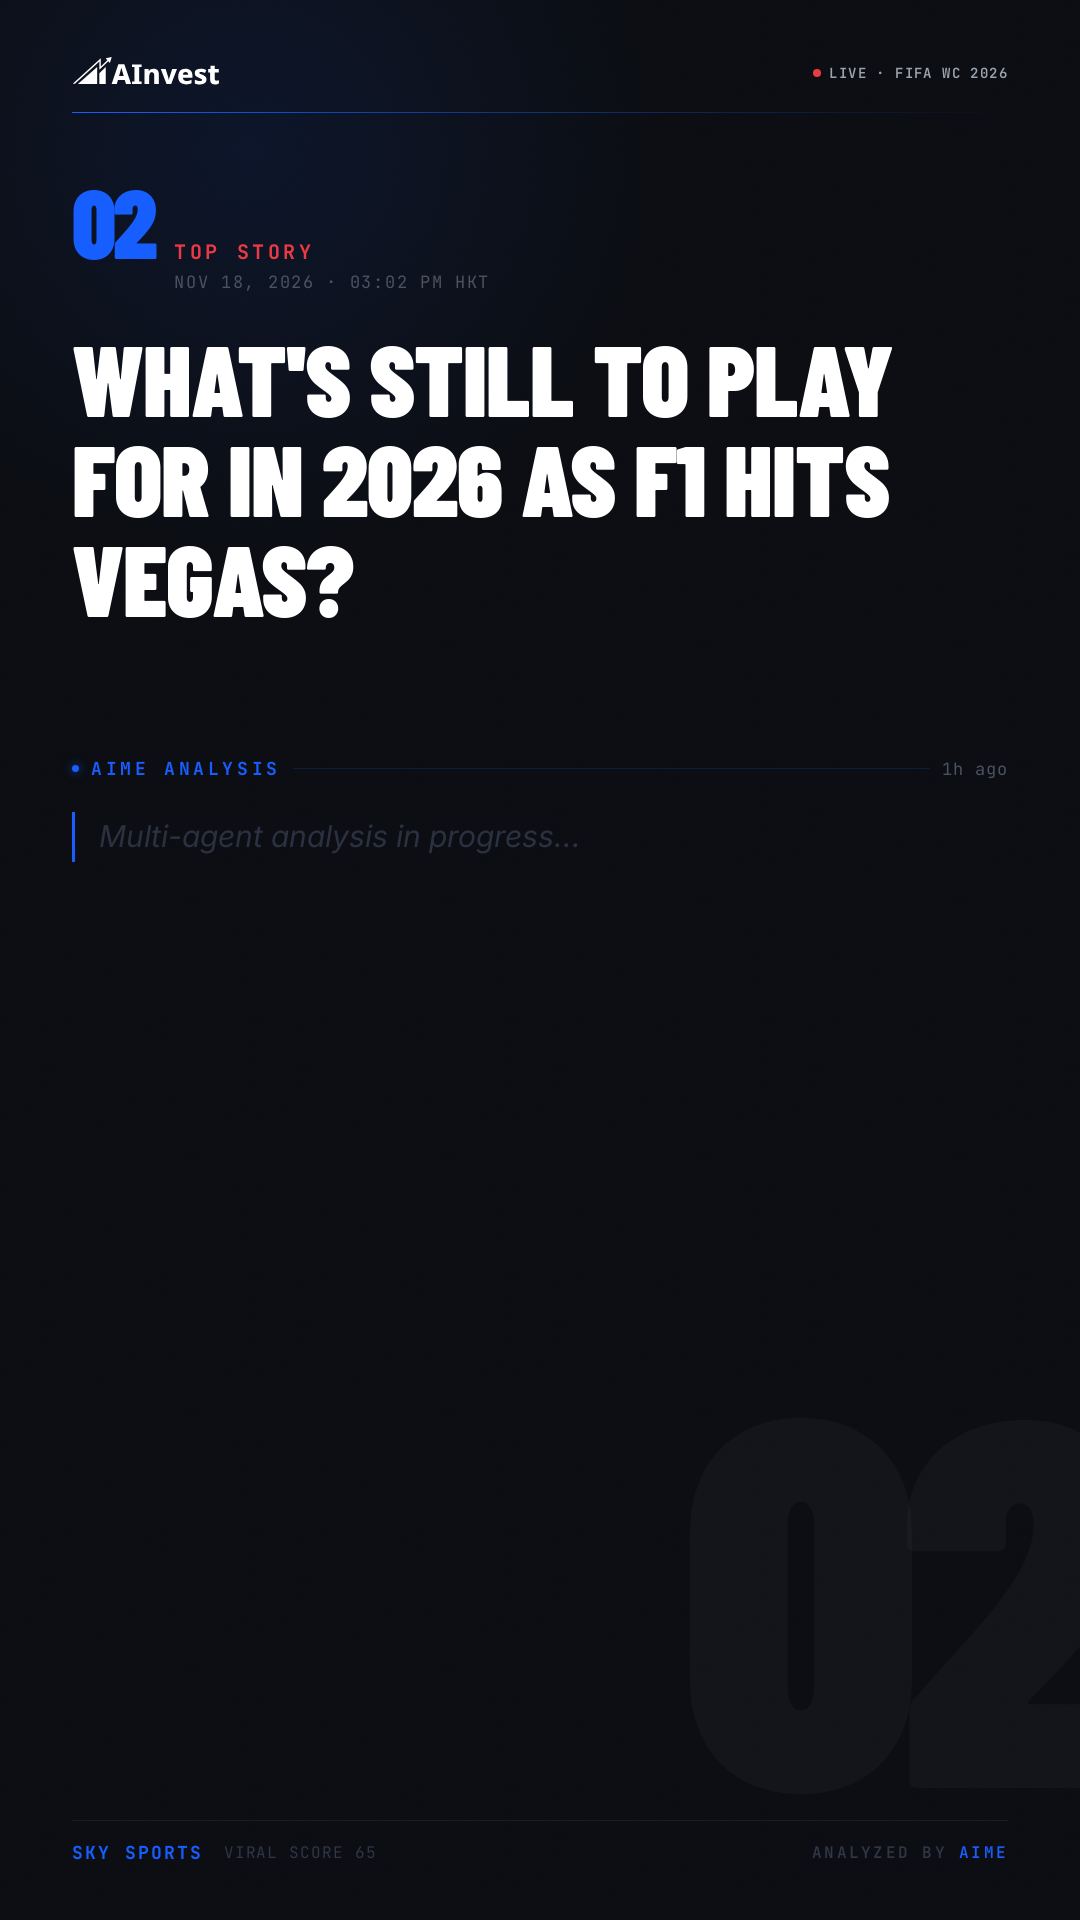 AInvest
LIVE · FIFA WC 2026
02
TOP STORY
NOV 18, 2026 · 03:02 PM HKT
WHAT'S STILL TO PLAY
FOR IN 2026 AS F1 HITS
VEGAS?
AIME ANALYSIS
1h ago
Multi-agent analysis in progress...
02
SKY SPORTS VIRAL SCORE 65
ANALYZED BY AIME